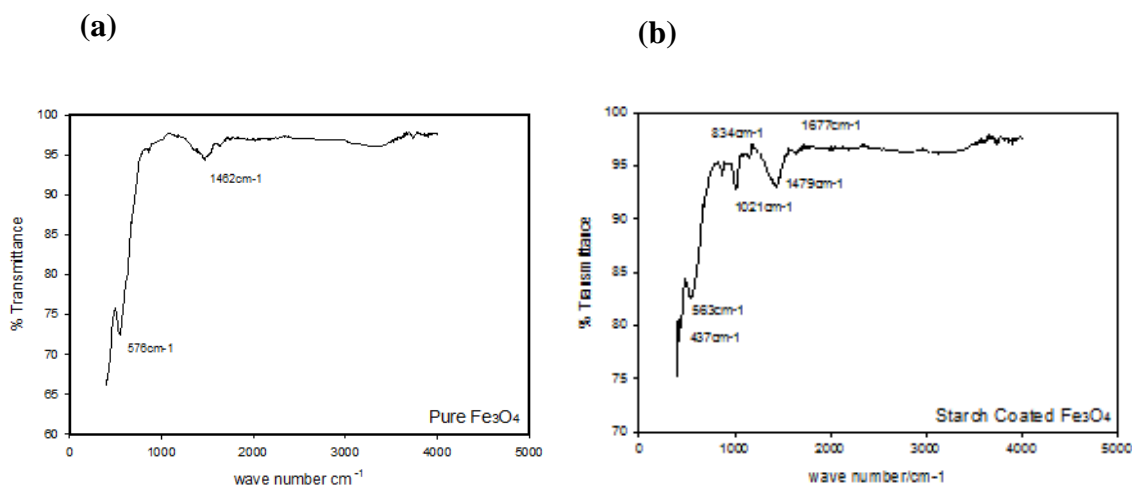 (a)
100
95
90
85
80
75
70
65
60
% Transmittance
1462cm-1
576cm-1
Pure Fe₃O₄
0 1000 2000 3000 4000 5000
wave number cm⁻¹
(b)
100
95
90
85
80
75
70
% Transmittance
834cm-1
1677cm-1
1479cm-1
1021cm-1
563cm-1
437cm-1
Starch Coated Fe₃O₄
0 1000 2000 3000 4000 5000
wave number/cm-1